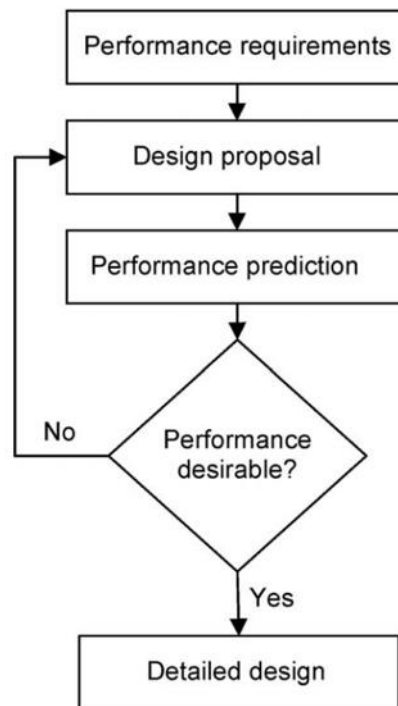 Performance requirements
Design proposal
Performance prediction
No
Performance
desirable?
Yes
Detailed design